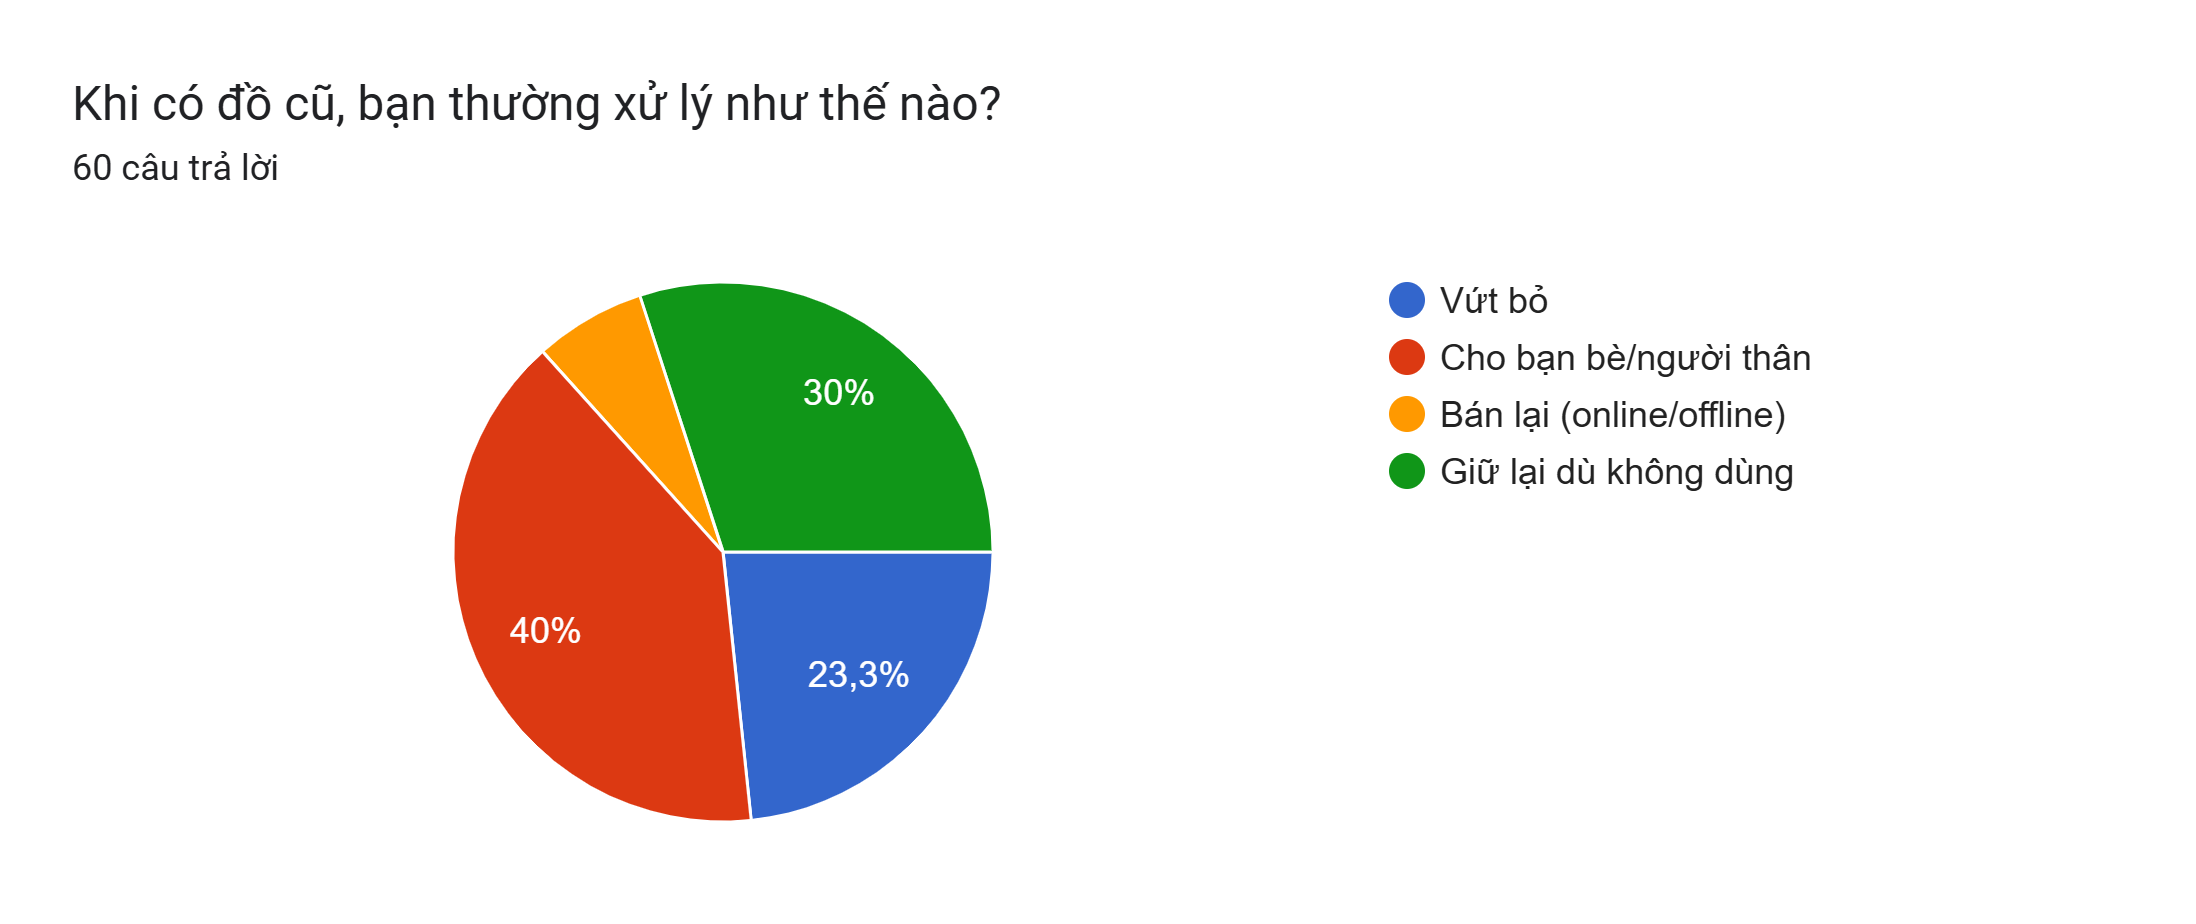 Khi có đồ cũ, bạn thường xử lý như thế nào?
60 câu trả lời
Vứt bỏ
Cho bạn bè/người thân
Bán lại (online/offline)
Giữ lại dù không dùng
30%
40%
23,3%